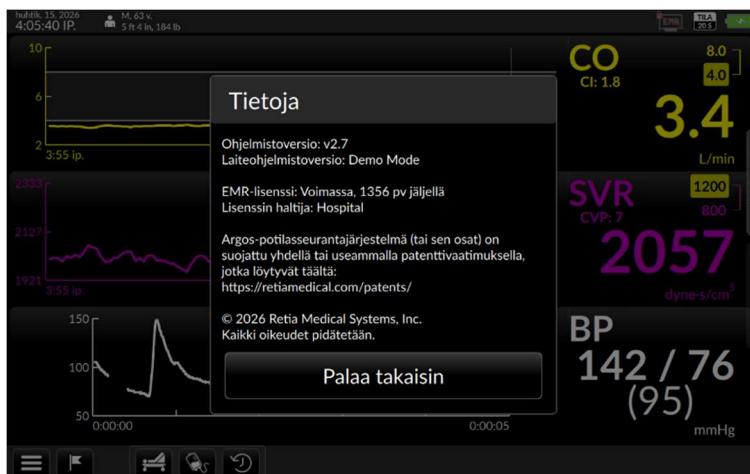 huhtik. 15, 2026
4:05:40 IP.
M, 63 v.
5 ft 4 in, 184 lb
EMR
TILA
20 S
10
6
2
3:55 ip.
CO
CI: 1.8
8.0
4.0
3.4
L/min
Tietoja
Ohjelmistoversio: v2.7
Laiteohjelmistoversio: Demo Mode
EMR-lisenssi: Voimassa, 1356 pv jäljellä
Lisenssin haltija: Hospital
Argos-potilasseurantajärjestelmä (tai sen osat) on
suojattu yhdellä tai useammalla patenttivaatimuksella,
jotka löytyvät täältä:
https://retiamedical.com/patents/
© 2026 Retia Medical Systems, Inc.
Kaikki oikeudet pidätetään.
Palaa takaisin
2333
2127
1921
3:55 ip.
SVR
CVP: 7
1200
800
2057
dyne-s/cm⁵
150
100
50
0:00:00
0:00:05
BP
142 / 76
(95)
mmHg